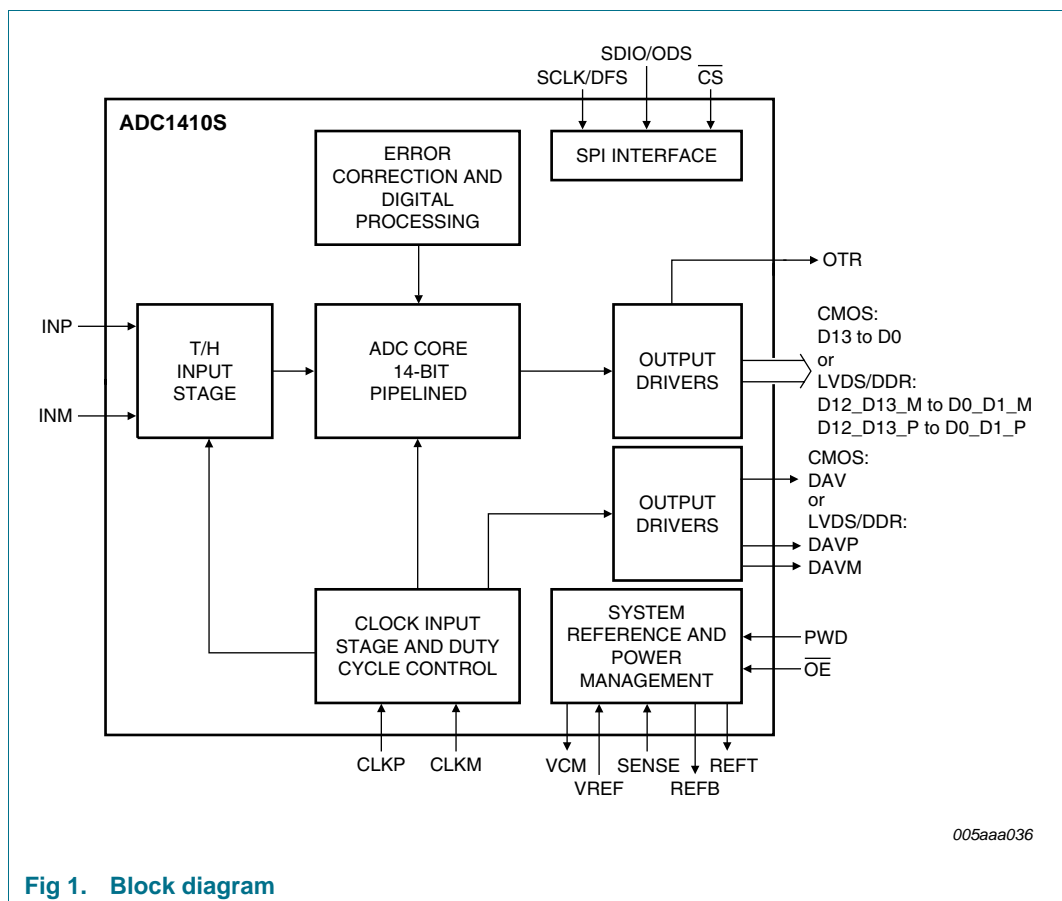 SDIO/ODS
SCLK/DFS
C̅S̅
ADC1410S
ERROR
CORRECTION AND
DIGITAL
PROCESSING
SPI INTERFACE
OTR
INP
INM
T/H
INPUT
STAGE
ADC CORE
14-BIT
PIPELINED
OUTPUT
DRIVERS
CMOS:
D13 to D0
or
LVDS/DDR:
D12_D13_M to D0_D1_M
D12_D13_P to D0_D1_P
OUTPUT
DRIVERS
CMOS:
DAV
or
LVDS/DDR:
DAVP
DAVM
CLOCK INPUT
STAGE AND DUTY
CYCLE CONTROL
SYSTEM
REFERENCE AND
POWER
MANAGEMENT
PWD
O̅E̅
CLKP
CLKM
VCM
VREF
SENSE
REFB
REFT
005aaa036
Fig 1. Block diagram